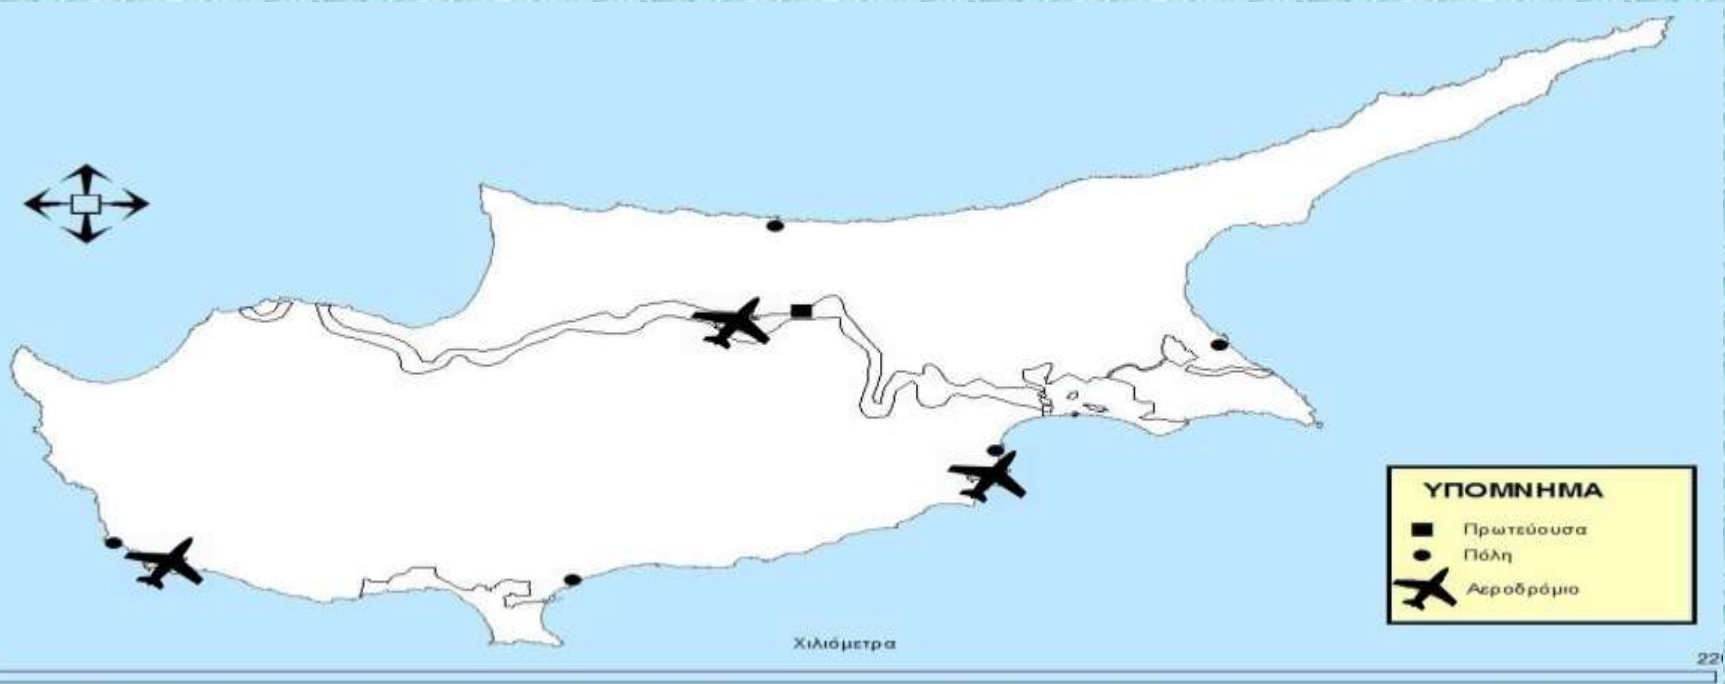 ΥΠΟΜΝΗΜΑ
Πρωτεύουσα
Πόλη
Αεροδρόμιο
Χιλιόμετρα